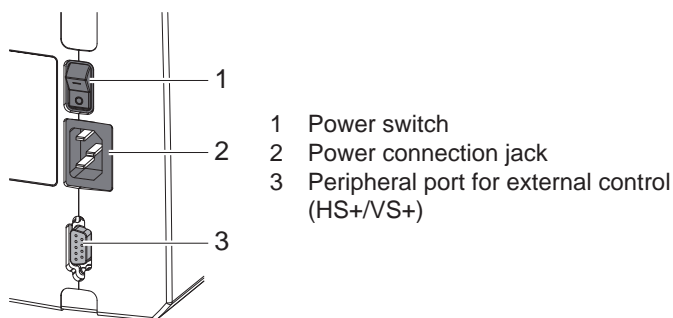 1
2
3
1 Power switch
2 Power connection jack
3 Peripheral port for external control
(HS+/VS+)